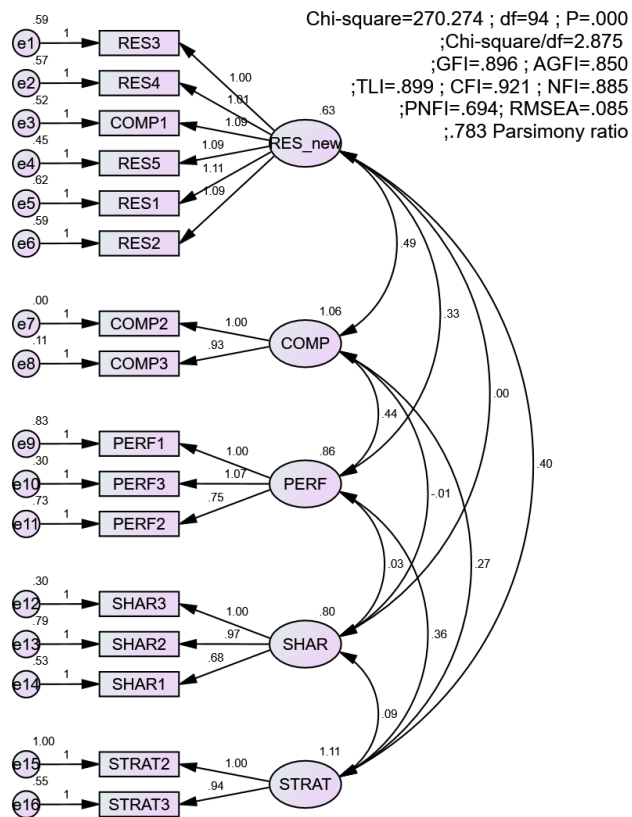 Chi-square=270.274 ; df=94 ; P=.000
;Chi-square/df=2.875
;GFI=.896 ; AGFI=.850
;TLI=.899 ; CFI=.921 ; NFI=.885
;PNFI=.694; RMSEA=.085
;.783 Parsimony ratio
.59
e1 1 RES3 1.00
.57
e2 1 RES4 1.01
.52
e3 1 COMP1 1.09
.45
e4 1 RES5 1.09
.62
e5 1 RES1 1.11
.59
e6 1 RES2 1.09
.63
RES_new
.00
e7 1 COMP2 1.00
.11
e8 1 COMP3 .93
1.06
COMP
.83
e9 1 PERF1 1.00
.30
e10 1 PERF3 1.07
.73
e11 1 PERF2 .75
.86
PERF
.30
e12 1 SHAR3 1.00
.79
e13 1 SHAR2 .97
.53
e14 1 SHAR1 .68
.80
SHAR
1.00
e15 1 STRAT2 1.00
.55
e16 1 STRAT3 .94
1.11
STRAT
.49
.33
.00
.40
.44
-.01
.27
.03
.36
.09